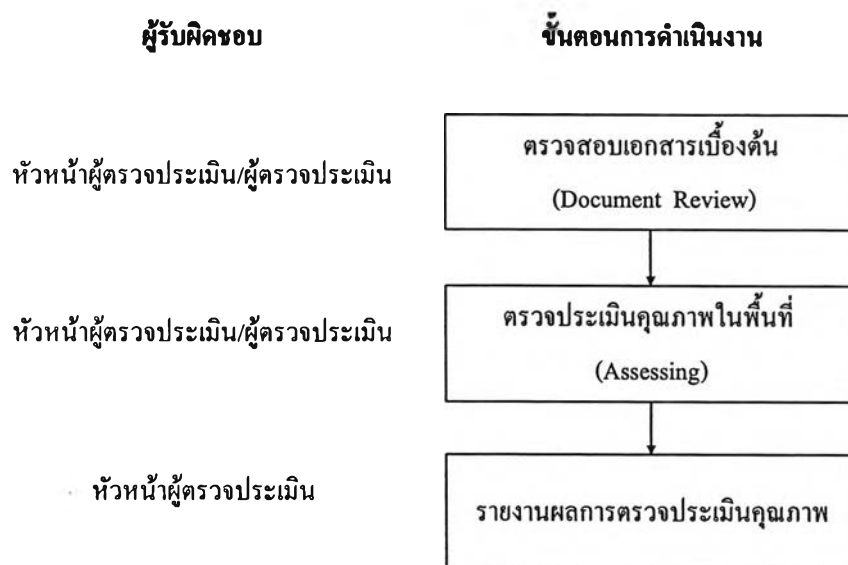 ผู้รับผิดชอบ ขั้นตอนการดำเนินงาน
หัวหน้าผู้ตรวจประเมิน/ผู้ตรวจประเมิน
ตรวจสอบเอกสารเบื้องต้น
(Document Review)
หัวหน้าผู้ตรวจประเมิน/ผู้ตรวจประเมิน
ตรวจประเมินคุณภาพในพื้นที่
(Assessing)
หัวหน้าผู้ตรวจประเมิน
รายงานผลการตรวจประเมินคุณภาพ